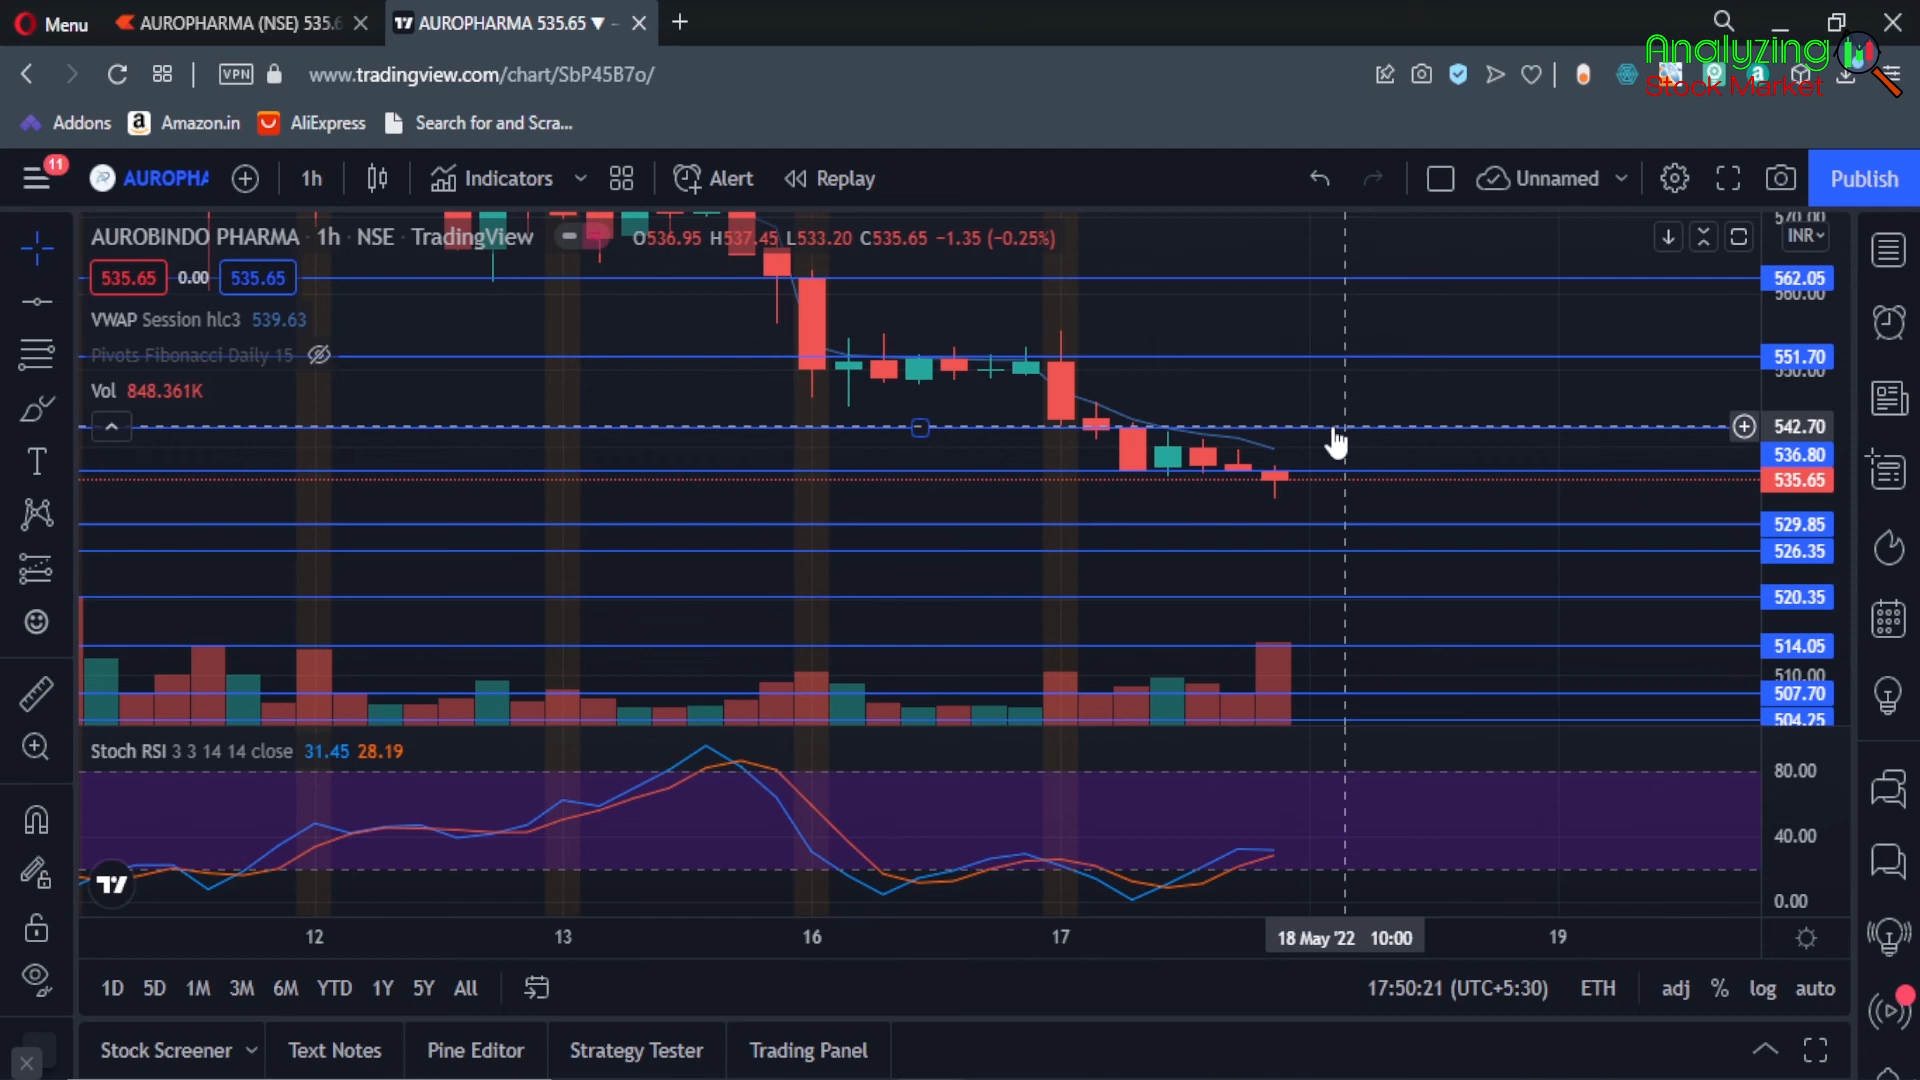 Menu
AUROPHARMA (NSE) 535.6
AUROPHARMA 535.65 ▼ -
Analyzing
Stock Market
VPN
www.tradingview.com/chart/SbP45B7o/
Addons
Amazon.in
AliExpress
Search for and Scra...
11
AUROPHA
1h
Indicators
Alert
Replay
Unnamed
Publish
AUROBINDO PHARMA · 1h · NSE · TradingView
O536.95 H537.45 L533.20 C535.65 −1.35 (−0.25%)
535.65 0.00 535.65
VWAP Session hlc3 539.63
Pivots Fibonacci Daily 15
Vol 848.361K
570.00
INR
562.05
560.00
551.70
550.00
542.70
536.80
535.65
529.85
526.35
520.35
514.05
510.00
507.70
504.25
Stoch RSI 3 3 14 14 close 31.45 28.19
80.00
40.00
0.00
12 13 16 17 18 May '22 10:00 19
1D 5D 1M 3M 6M YTD 1Y 5Y All
17:50:21 (UTC+5:30) ETH adj % log auto
Stock Screener Text Notes Pine Editor Strategy Tester Trading Panel